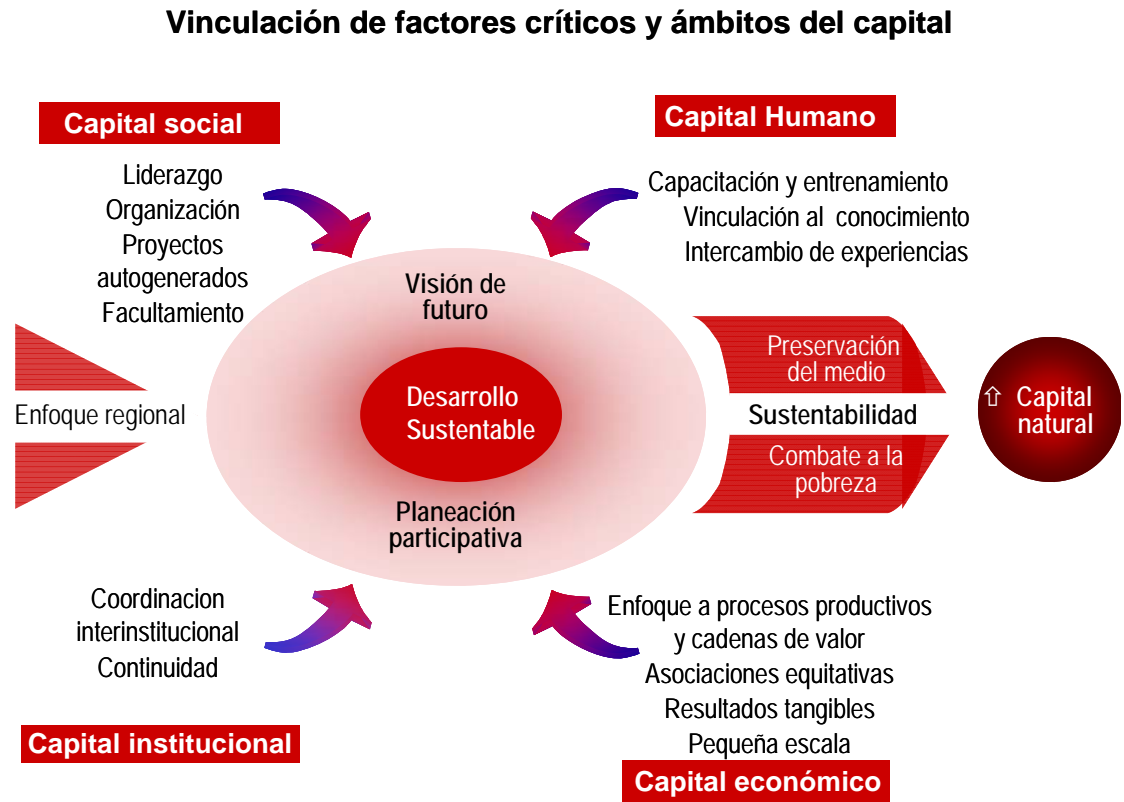 Vinculación de factores críticos y ámbitos del capital
Capital social
Liderazgo
Organización
Proyectos
autogenerados
Facultamiento
Capital Humano
Capacitación y entrenamiento
Vinculación al conocimiento
Intercambio de experiencias
Enfoque regional
Visión de
futuro
Desarrollo
Sustentable
Planeación
participativa
Preservación
del medio
Sustentabilidad
Combate a la
pobreza
⇧ Capital
natural
Coordinacion
interinstitucional
Continuidad
Capital institucional
Enfoque a procesos productivos
y cadenas de valor
Asociaciones equitativas
Resultados tangibles
Pequeña escala
Capital económico